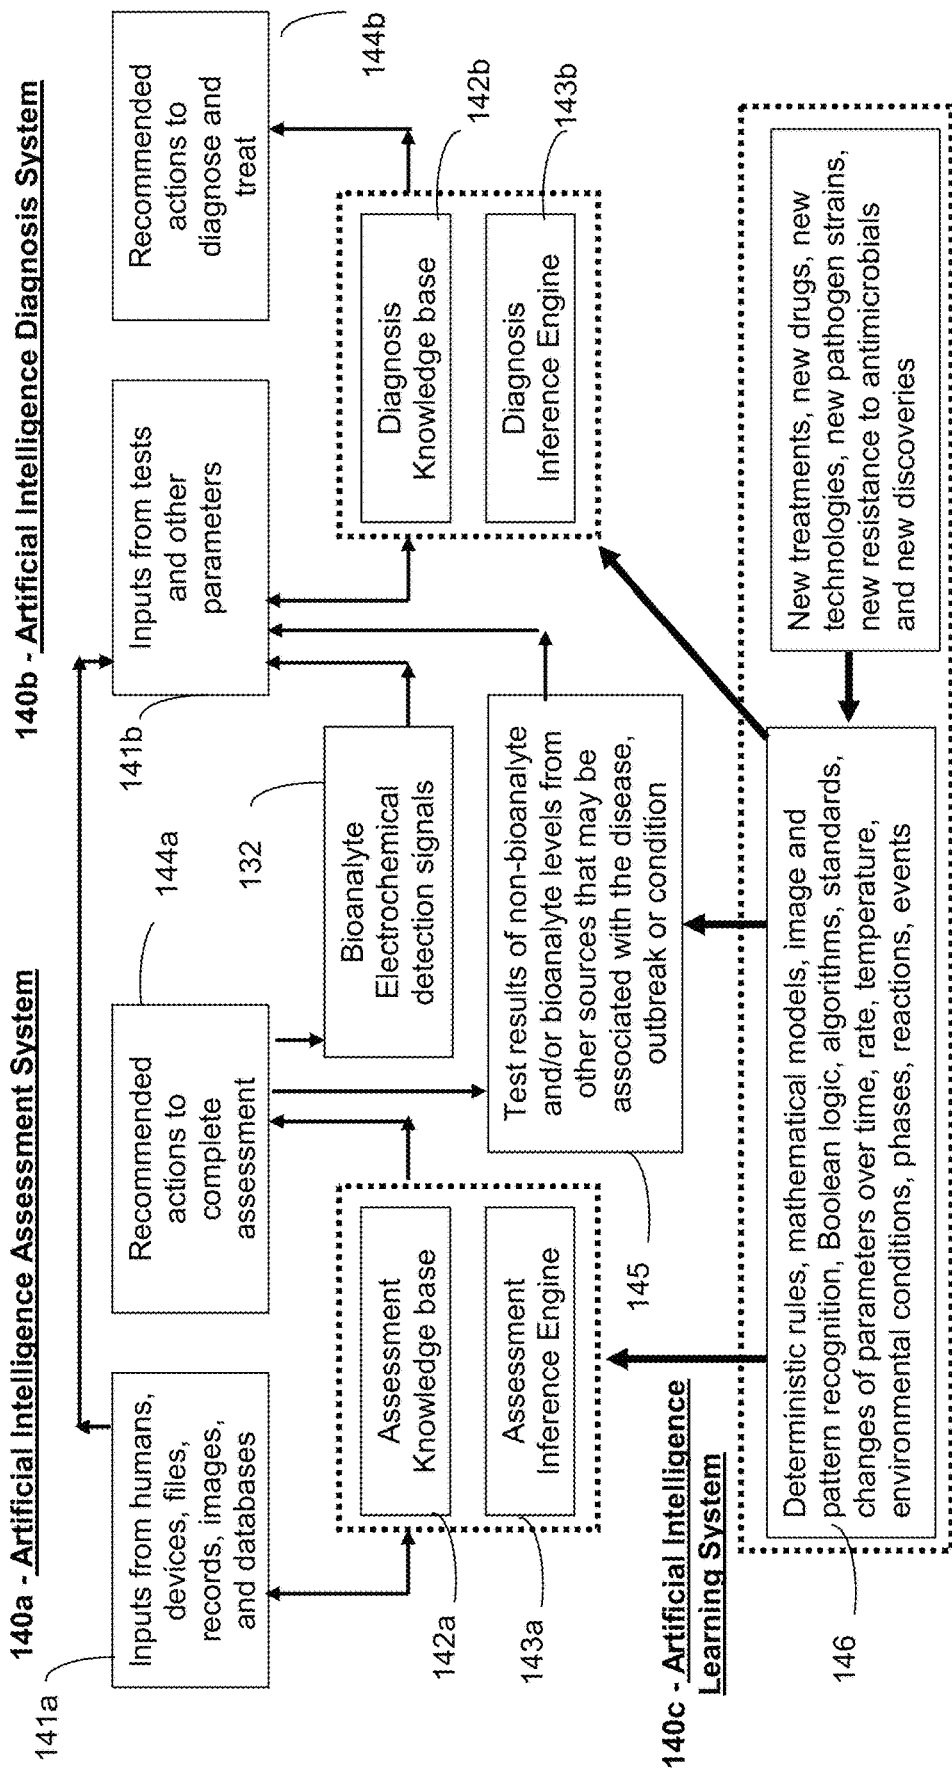 140a - Artificial Intelligence Assessment System
140b - Artificial Intelligence Diagnosis System
141a
Inputs from humans,
devices, files,
records, images,
and databases
Recommended
actions to
complete
assessment
144a
141b
Inputs from tests
and other
parameters
Recommended
actions to
diagnose and
treat
144b
132
Bioanalyte
Electrochemical
detection signals
142a
Assessment
Knowledge base
143a
Assessment
Inference Engine
145
Test results of non-bioanalyte
and/or bioanalyte levels from
other sources that may be
associated with the disease,
outbreak or condition
Diagnosis
Knowledge base
142b
Diagnosis
Inference Engine
143b
140c - Artificial Intelligence
Learning System
146
Deterministic rules, mathematical models, image and
pattern recognition, Boolean logic, algorithms, standards,
changes of parameters over time, rate, temperature,
environmental conditions, phases, reactions, events
New treatments, new drugs, new
technologies, new pathogen strains,
new resistance to antimicrobials
and new discoveries